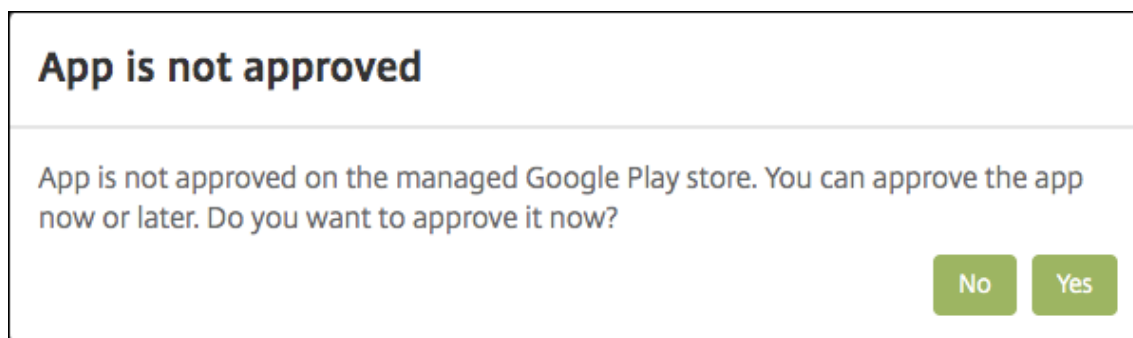 App is not approved
App is not approved on the managed Google Play store. You can approve the app
now or later. Do you want to approve it now?
No Yes